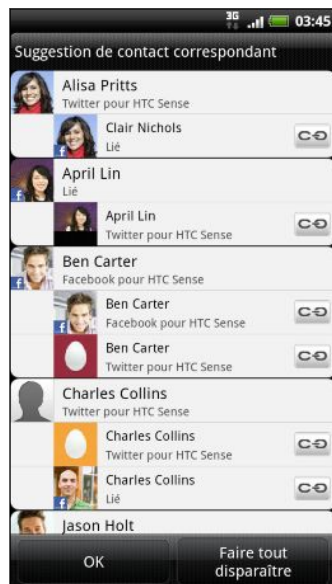 3G 03:45
Suggestion de contact correspondant
Alisa Pritts
Twitter pour HTC Sense
Clair Nichols
Lié
April Lin
Lié
April Lin
Twitter pour HTC Sense
Ben Carter
Facebook pour HTC Sense
Ben Carter
Facebook pour HTC Sense
Ben Carter
Twitter pour HTC Sense
Charles Collins
Twitter pour HTC Sense
Charles Collins
Twitter pour HTC Sense
Charles Collins
Lié
Jason Holt
OK
Faire tout
disparaître